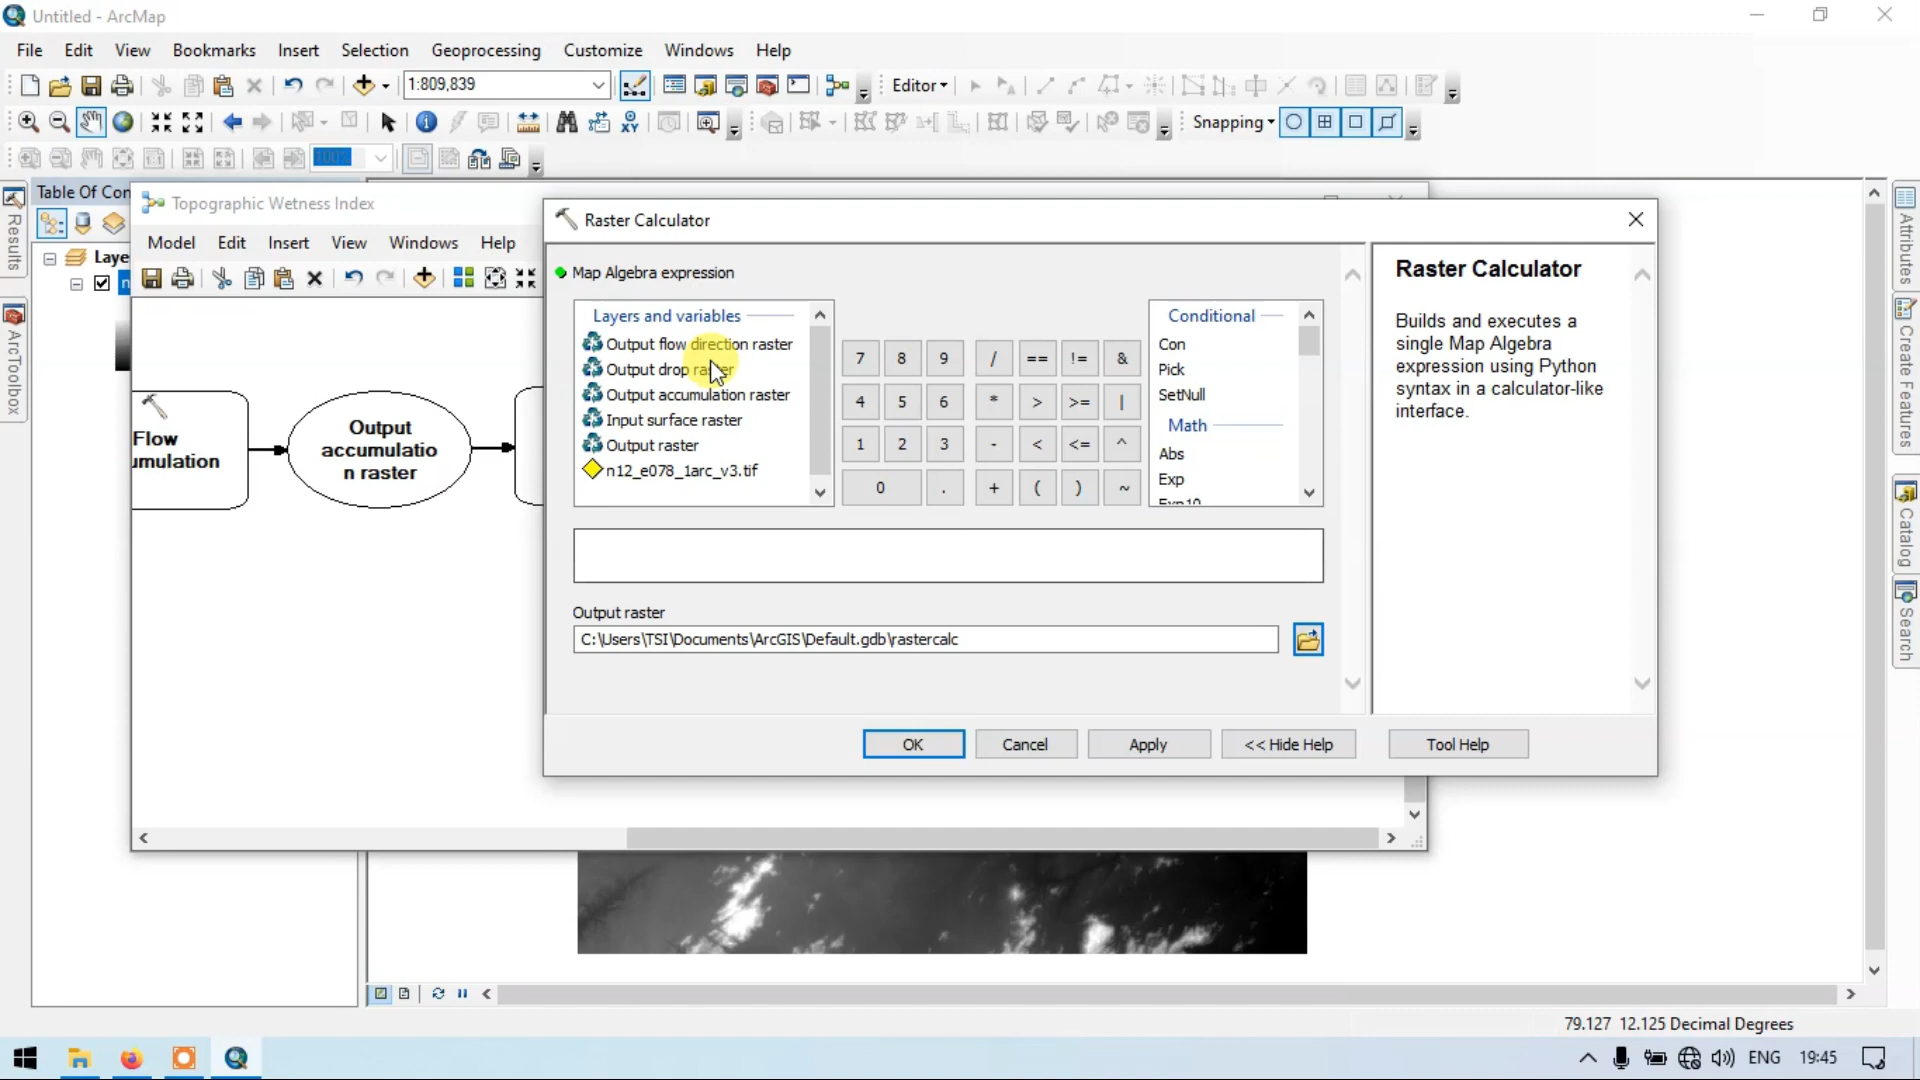 Untitled - ArcMap
File Edit View Bookmarks Insert Selection Geoprocessing Customize Windows Help
1:809,839
Editor
Snapping
100%
Table Of Con
Results
ArcToolbox
Laye
n
Topographic Wetness Index
Model Edit Insert View Windows Help
Flow
umulation
Output
accumulatio
n raster
Raster Calculator
Map Algebra expression
Layers and variables
Output flow direction raster
Output drop raster
Output accumulation raster
Input surface raster
Output raster
n12_e078_1arc_v3.tif
7 8 9 / == != &
4 5 6 * > >= |
1 2 3 - < <= ^
0 . + ( ) ~
Conditional
Con
Pick
SetNull
Math
Abs
Exp
Exp10
Output raster
C:\Users\TSI\Documents\ArcGIS\Default.gdb\rastercalc
OK Cancel Apply << Hide Help Tool Help
Raster Calculator
Builds and executes a
single Map Algebra
expression using Python
syntax in a calculator-like
interface.
Attributes
Create Features
Catalog
Search
79.127 12.125 Decimal Degrees
ENG 19:45